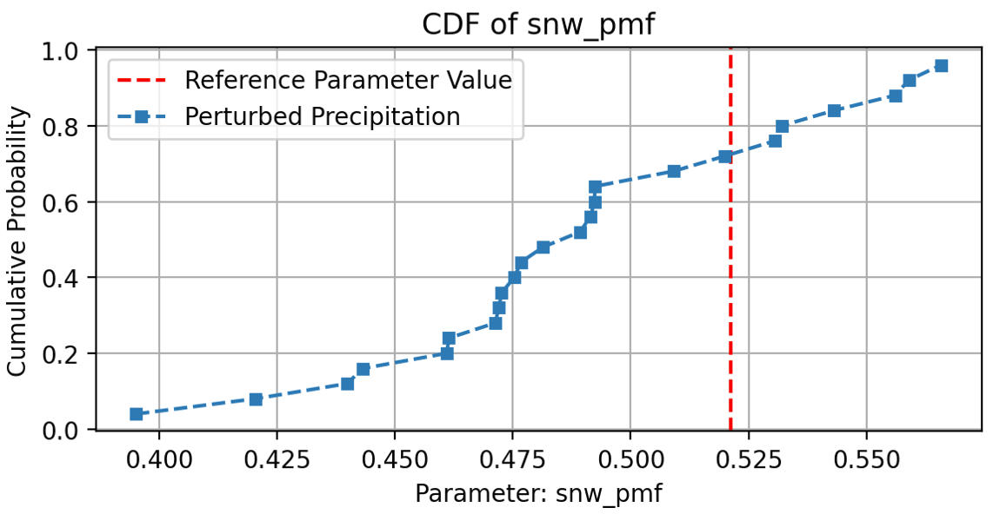 CDF of snw_pmf
Reference Parameter Value
Perturbed Precipitation
Cumulative Probability
1.0
0.8
0.6
0.4
0.2
0.0
0.400 0.425 0.450 0.475 0.500 0.525 0.550
Parameter: snw_pmf